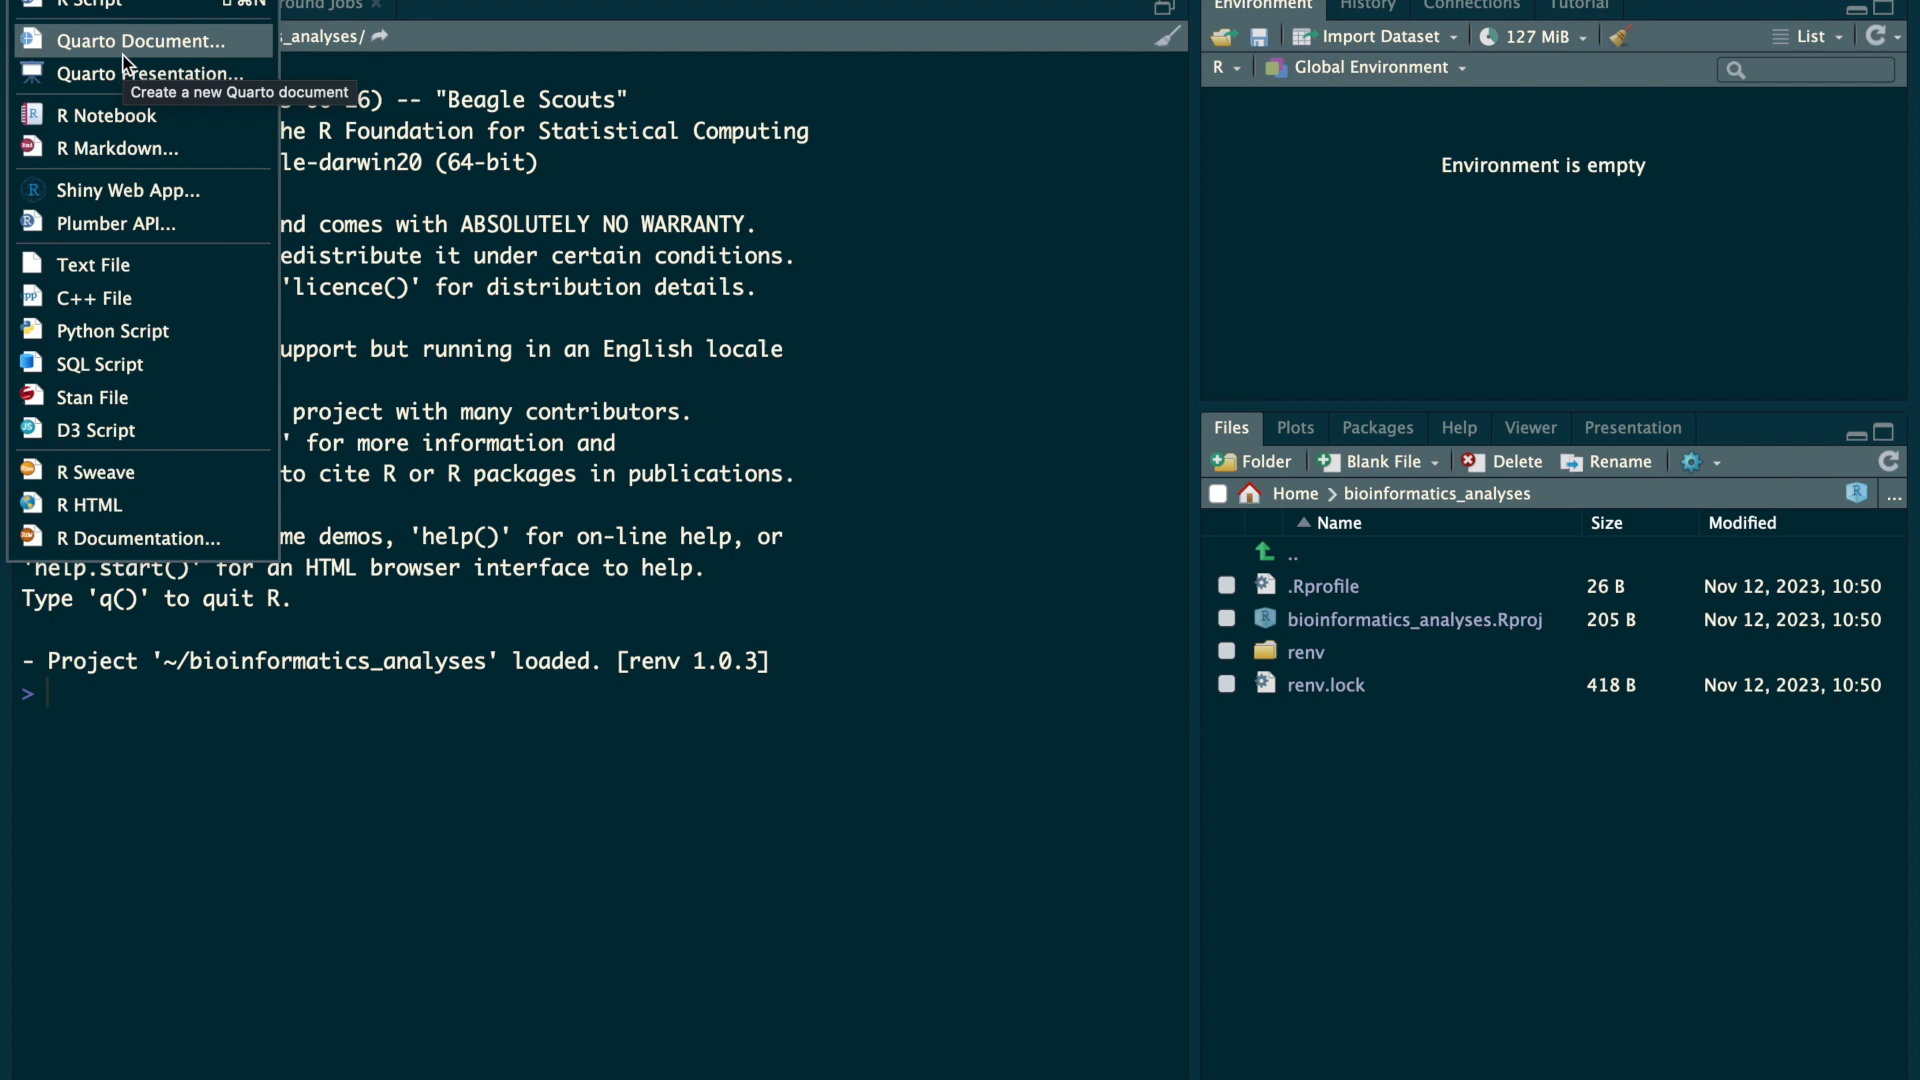 R Script
Quarto Document...
Quarto Presentation...
Create a new Quarto document
R Notebook
R Markdown...
Shiny Web App...
Plumber API...
Text File
C++ File
Python Script
SQL Script
Stan File
D3 Script
R Sweave
R HTML
R Documentation...
round Jobs
s_analyses/
6) -- "Beagle Scouts"
he R Foundation for Statistical Computing
le-darwin20 (64-bit)
nd comes with ABSOLUTELY NO WARRANTY.
edistribute it under certain conditions.
'licence()' for distribution details.
upport but running in an English locale
project with many contributors.
' for more information and
to cite R or R packages in publications.
me demos, 'help()' for on-line help, or
'help.start()' for an HTML browser interface to help.
Type 'q()' to quit R.
- Project '~/bioinformatics_analyses' loaded. [renv 1.0.3]
>
Environment History Connections Tutorial
Import Dataset 127 MiB List
R Global Environment
Environment is empty
Files Plots Packages Help Viewer Presentation
Folder Blank File Delete Rename
Home > bioinformatics_analyses ...
Name Size Modified
..
.Rprofile 26 B Nov 12, 2023, 10:50
bioinformatics_analyses.Rproj 205 B Nov 12, 2023, 10:50
renv
renv.lock 418 B Nov 12, 2023, 10:50